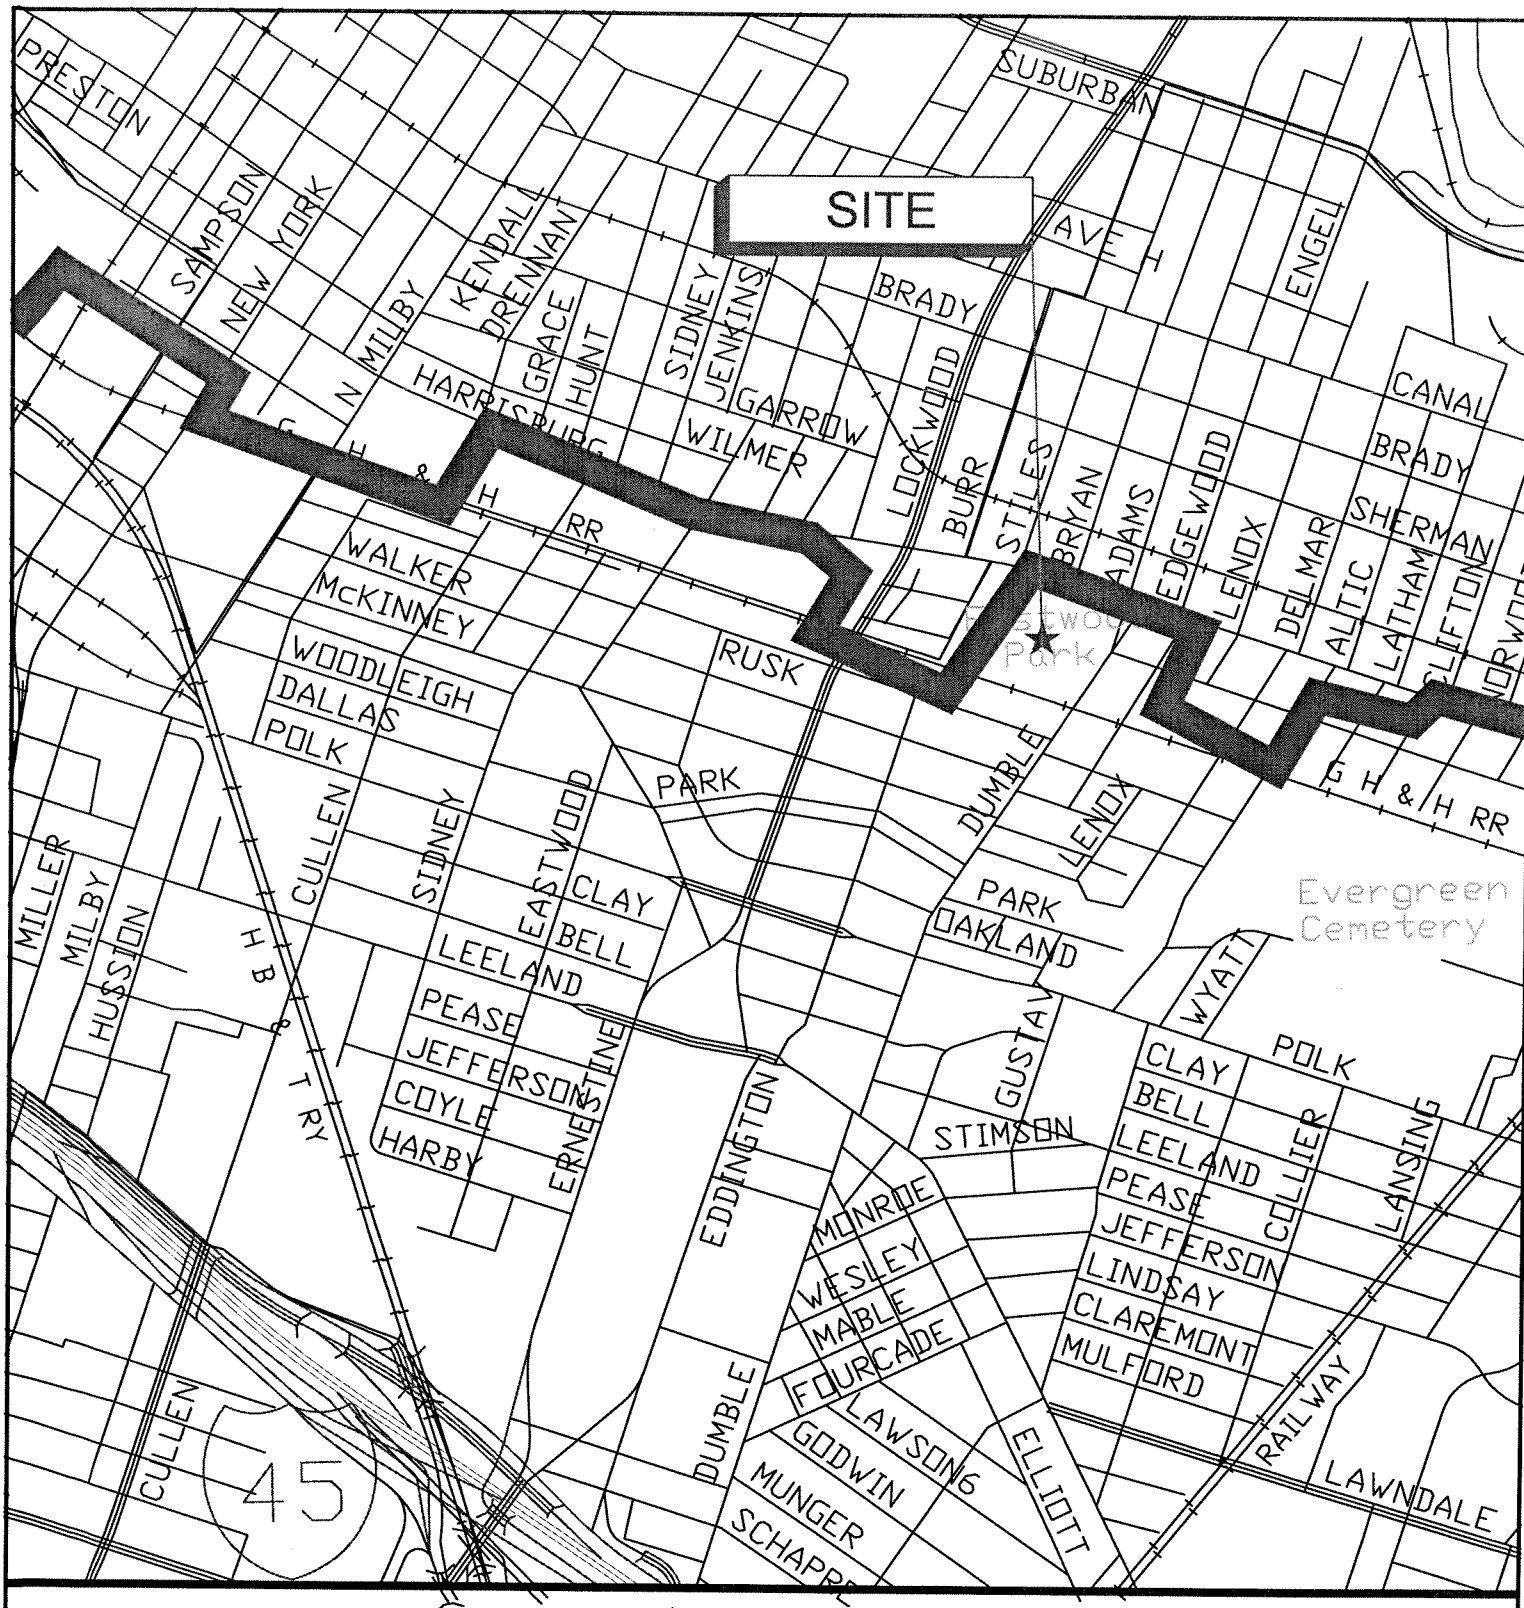 SUBURBAN
PRESTON
SAMPSON
NEW YORK
N MILBY
KENDALL
DRENNAN
SITE
AVE H
ENGEL
GRACE
HUNT
SIDNEY
JENKINS
BRADY
HARRISBURG
GARROW
WILMER
LOCKWOOD
BURR
STILES
BRYAN
ADAMS
EDGEWOOD
LENOX
DELMAR
ALTIC
LATHAM
CLIFTON
CANAL
BRADY
SHERMAN
G H & H RR
WALKER
McKINNEY
WOODLEIGH
DALLAS
POLK
RUSK
Park
PARK
DUMBLE
LENOX
G H & H RR
Evergreen
Cemetery
MILLER
MILBY
HUSSION
CULLEN
SIDNEY
EASTWOOD
CLAY
BELL
LEELAND
PEASE
JEFFERSON
COYLE
HARBY
ERNESTINE
H B & T RY
PARK
OAKLAND
GUSTAV
WYATT
POLK
CLAY
BELL
LEELAND
PEASE
JEFFERSON
LINDSAY
CLAREMONT
MULFORD
COLLIER
LANSING
STIMSON
EDDINGTON
MONROE
WESLEY
MABLE
FOURCADE
LAWSON6
GODWIN
MUNGER
DUMBLE
ELLIOTT
RAILWAY
LAWNDALE
CULLEN
45